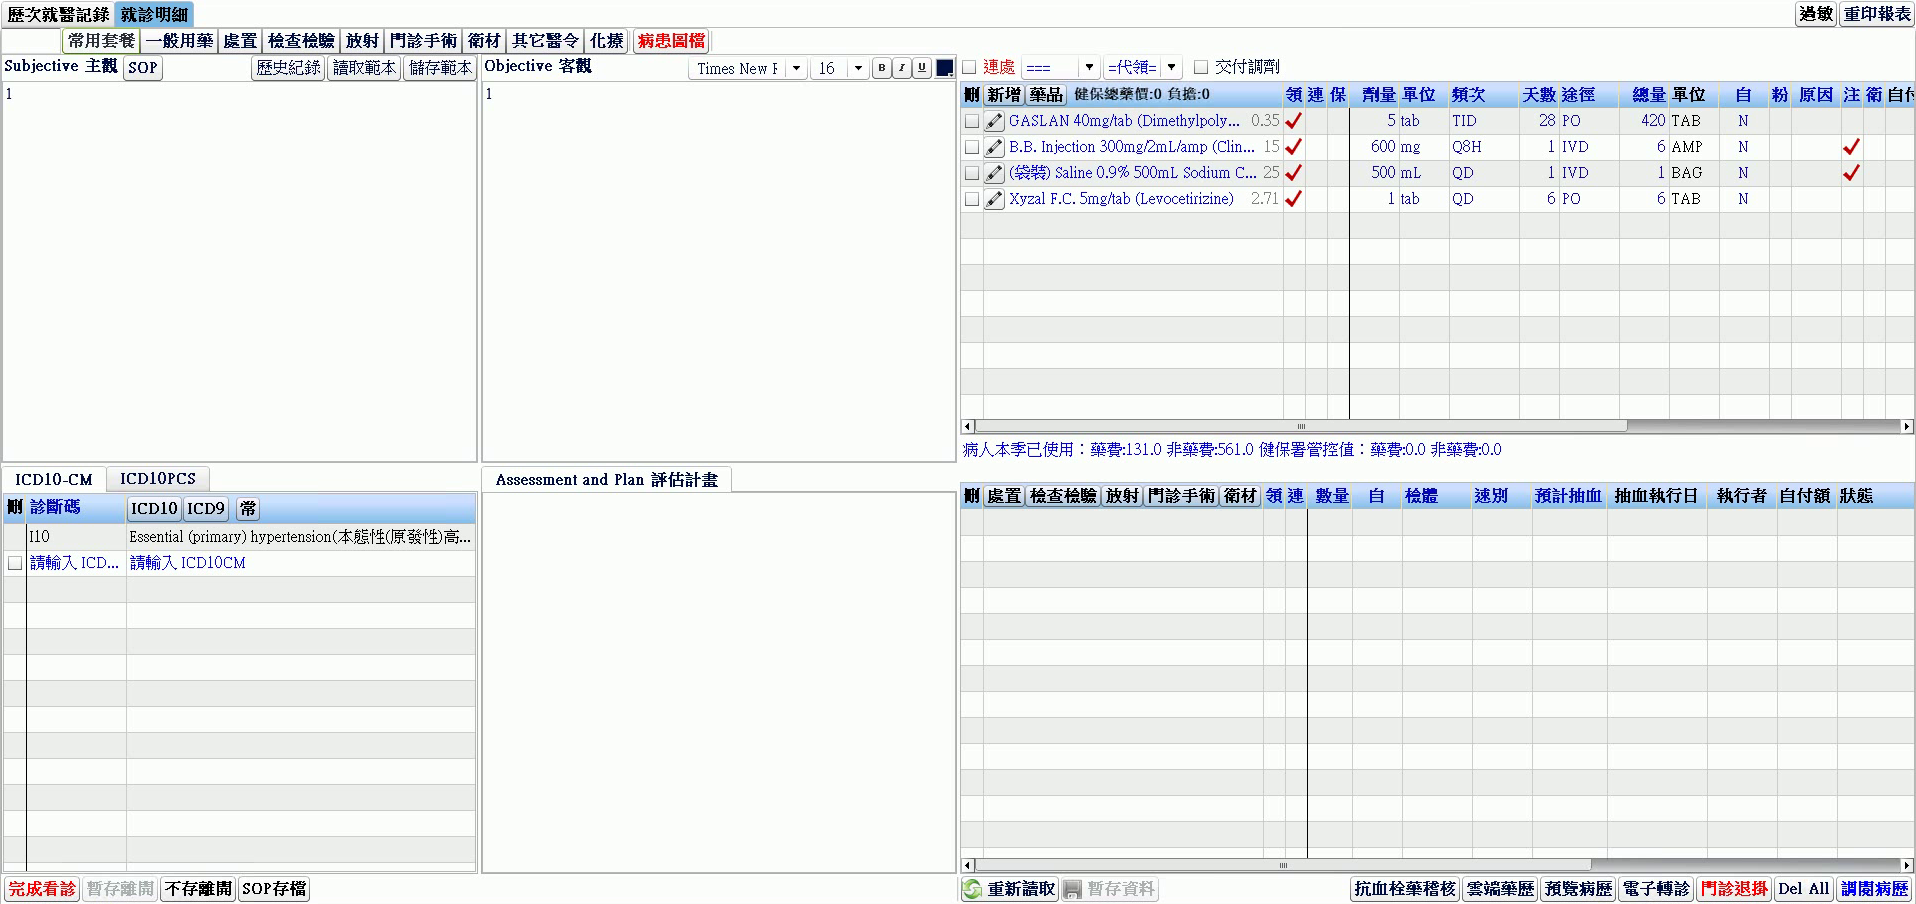 歷次就醫記錄 就診明細 過敏 重印報表
常用套餐 一般用藥 處置 檢查檢驗 放射 門診手術 衛材 其它醫令 化療 病患圖檔
Subjective 主觀 SOP 歷史紀錄 讀取範本 儲存範本
1
Objective 客觀 Times New F 16 B I U
1
連處 === =代領= 交付調劑
刪 新增 藥品 健保總藥價:0 負擔:0 領 連 保 劑量 單位 頻次 天數 途徑 總量 單位 自 粉 原因 注 衛 自付
GASLAN 40mg/tab (Dimethylpoly... 0.35 5 tab TID 28 PO 420 TAB N
B.B. Injection 300mg/2mL/amp (Clin... 15 600 mg Q8H 1 IVD 6 AMP N
(袋裝) Saline 0.9% 500mL Sodium C... 25 500 mL QD 1 IVD 1 BAG N
Xyzal F.C. 5mg/tab (Levocetirizine) 2.71 1 tab QD 6 PO 6 TAB N
病人本季已使用：藥費:131.0 非藥費:561.0 健保署管控值：藥費:0.0 非藥費:0.0
ICD10-CM ICD10PCS
刪 診斷碼 ICD10 ICD9 常
I10 Essential (primary) hypertension(本態性(原發性)高...
請輸入 ICD... 請輸入 ICD10CM
Assessment and Plan 評估計畫
刪 處置 檢查檢驗 放射 門診手術 衛材 領 連 數量 自 檢體 速別 預計抽血 抽血執行日 執行者 自付額 狀態
完成看診 暫存離開 不存離開 SOP存檔
重新讀取 暫存資料 抗血栓藥稽核 雲端藥歷 預覽病歷 電子轉診 門診退掛 Del All 調閱病歷